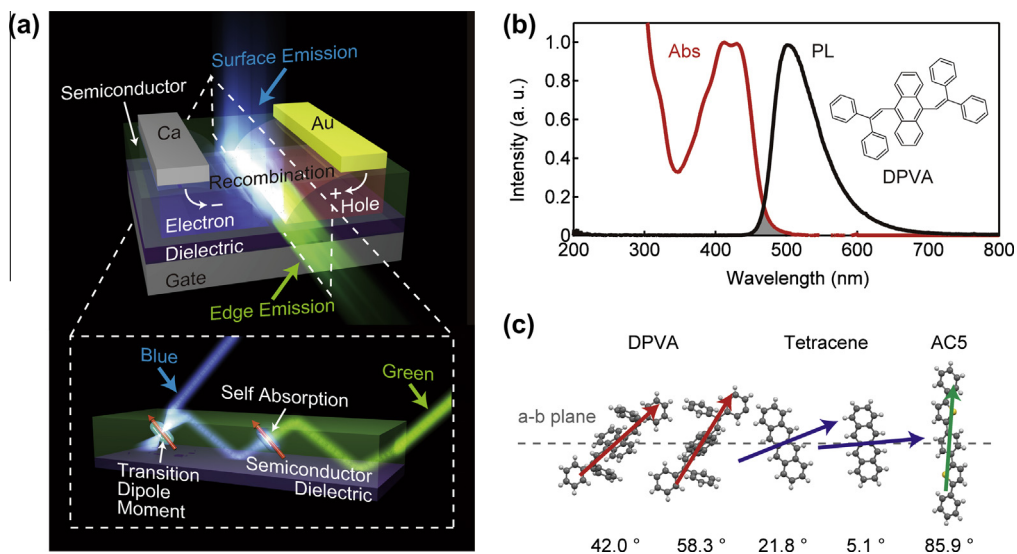 (a)
Surface Emission
Semiconductor
Ca
Au
Recombination
+
Hole
Electron
−
Dielectric
Gate
Edge Emission
Blue
Green
Self Absorption
Transition
Dipole
Moment
Semiconductor
Dielectric
(b)
Abs
PL
DPVA
Intensity (a. u.)
1
0.8
0.6
0.4
0.2
0
200 300 400 500 600 700 800
Wavelength (nm)
(c)
DPVA Tetracene AC5
a-b plane
42.0 ° 58.3 ° 21.8 ° 5.1 ° 85.9 °